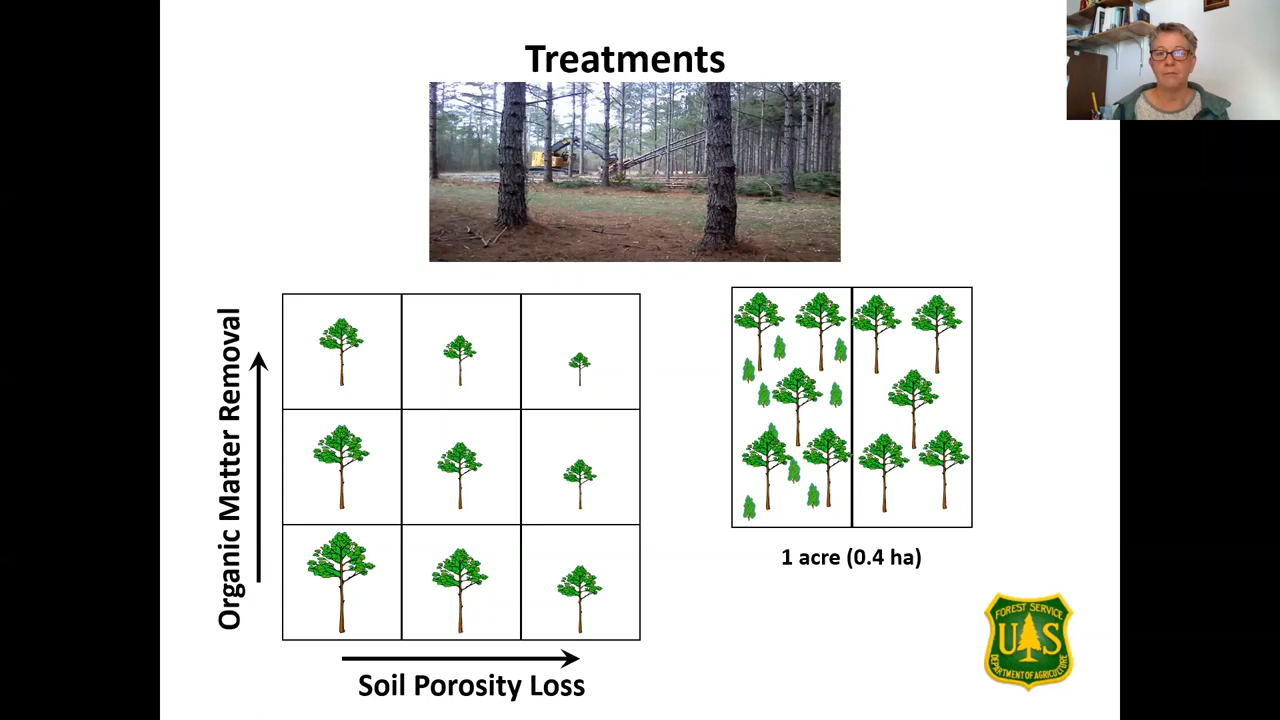 Treatments
Organic Matter Removal
Soil Porosity Loss
1 acre (0.4 ha)
FOREST SERVICE
U S
DEPARTMENT OF AGRICULTURE